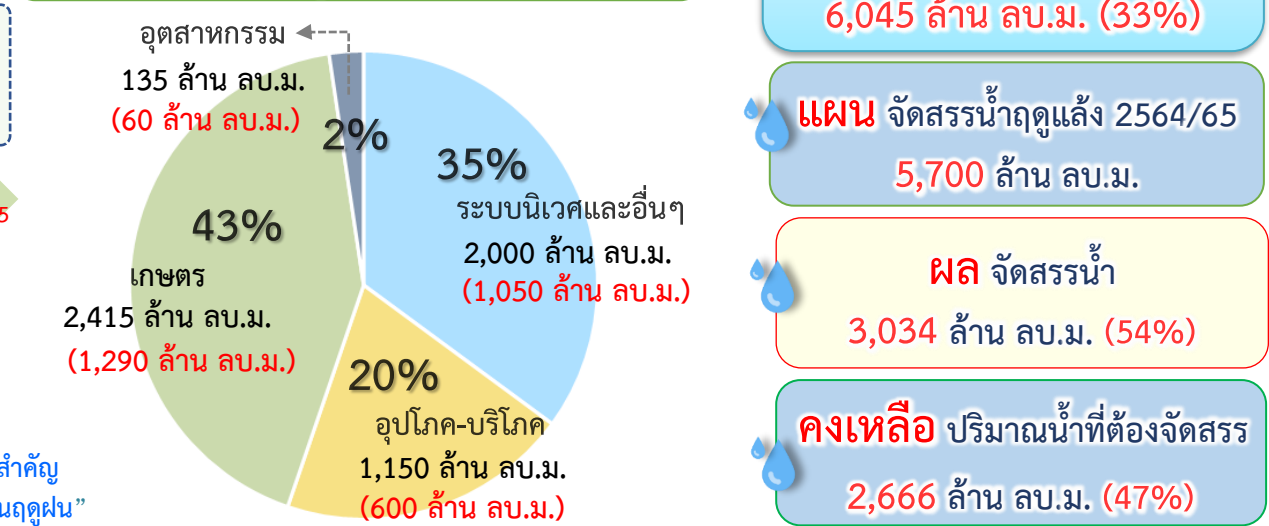 อุตสาหกรรม
135 ล้าน ลบ.ม.
(60 ล้าน ลบ.ม.)
2%
35%
ระบบนิเวศและอื่นๆ
2,000 ล้าน ลบ.ม.
(1,050 ล้าน ลบ.ม.)
43%
เกษตร
2,415 ล้าน ลบ.ม.
(1,290 ล้าน ลบ.ม.)
20%
อุปโภค-บริโภค
1,150 ล้าน ลบ.ม.
(600 ล้าน ลบ.ม.)
5
สำคัญ
นฤดูฝน”
6,045 ล้าน ลบ.ม. (33%)
แผน จัดสรรน้ำฤดูแล้ง 2564/65
5,700 ล้าน ลบ.ม.
ผล จัดสรรน้ำ
3,034 ล้าน ลบ.ม. (54%)
คงเหลือ ปริมาณน้ำที่ต้องจัดสรร
2,666 ล้าน ลบ.ม. (47%)